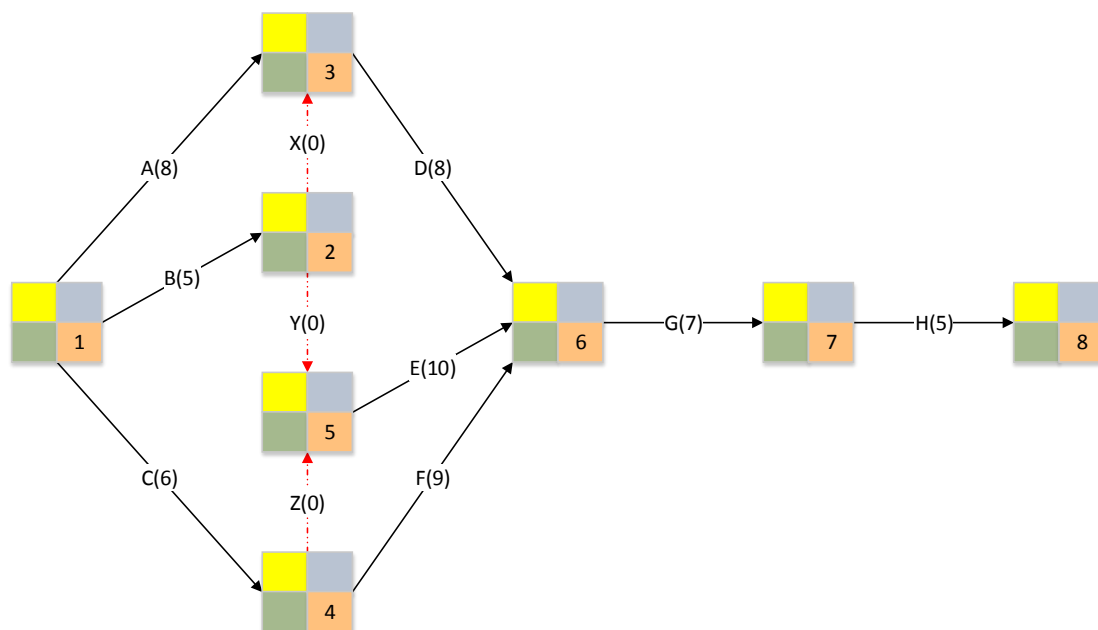 3
X(0)
A(8)
D(8)
2
B(5)
1
Y(0)
6
G(7)
7
H(5)
8
E(10)
5
C(6)
F(9)
Z(0)
4